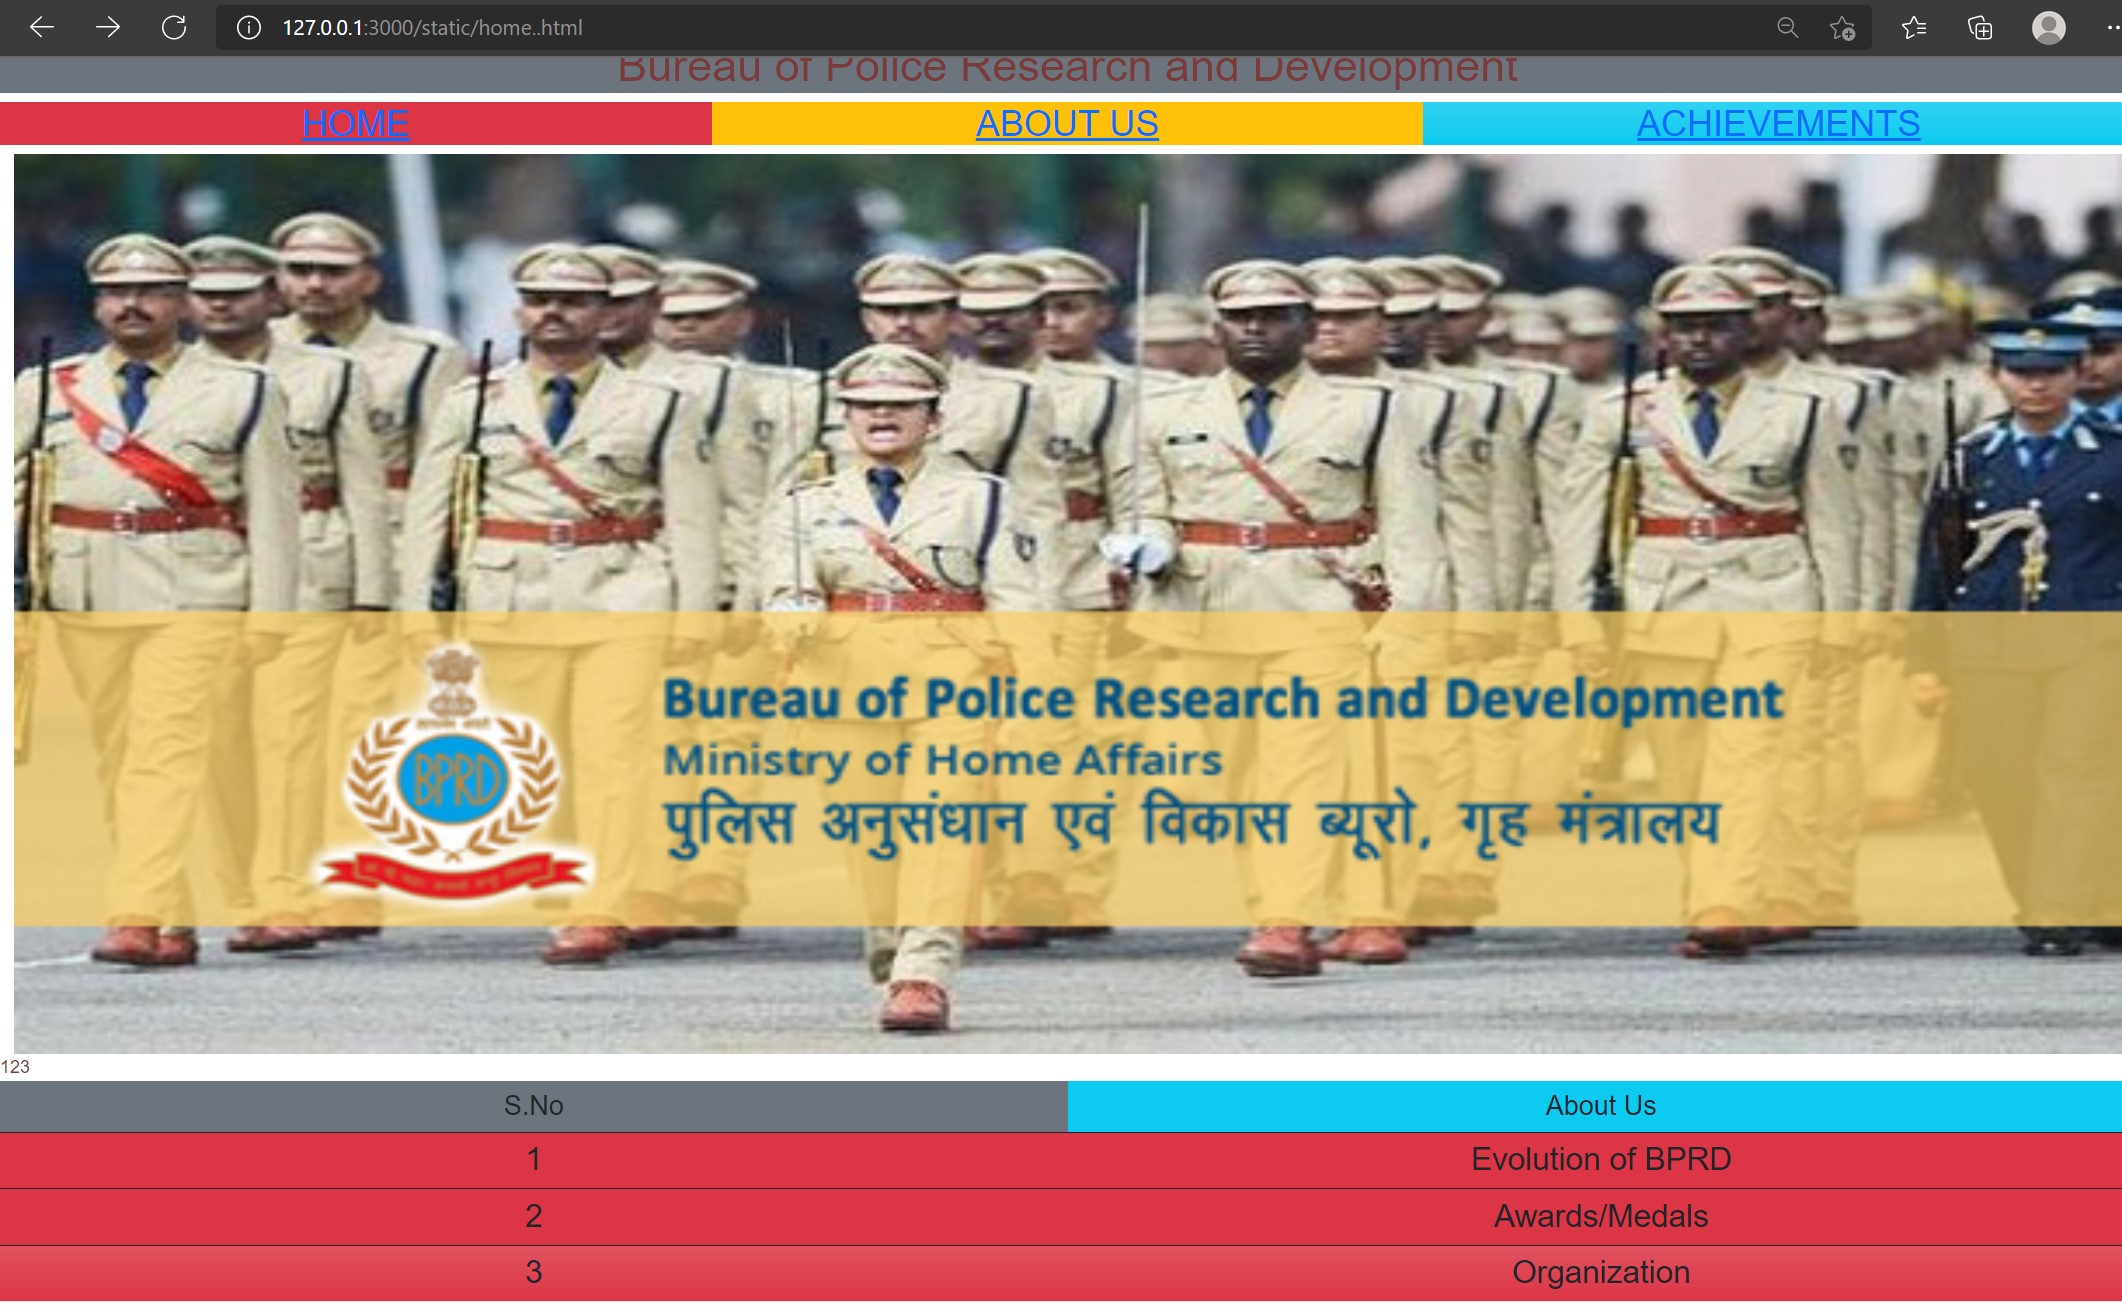 127.0.0.1:3000/static/home..html
Bureau of Police Research and Development
HOME ABOUT US ACHIEVEMENTS
BPRD
Bureau of Police Research and Development
Ministry of Home Affairs
पुलिस अनुसंधान एवं विकास ब्यूरो, गृह मंत्रालय
123
S.No About Us
1 Evolution of BPRD
2 Awards/Medals
3 Organization